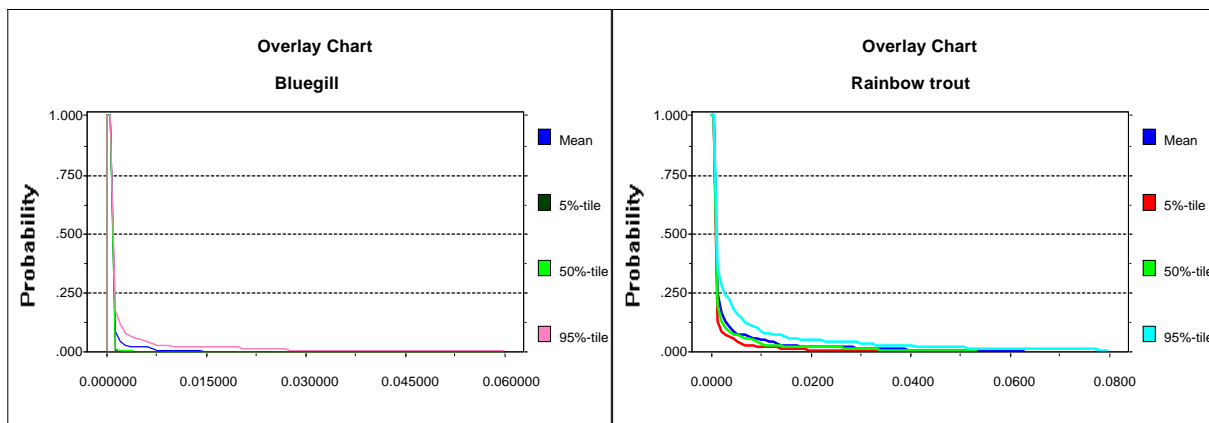 Overlay Chart
Bluegill
1.000
.750
.500
.250
.000
Probability
0.000000 0.015000 0.030000 0.045000 0.060000
Mean
5%-tile
50%-tile
95%-tile
Overlay Chart
Rainbow trout
1.000
.750
.500
.250
.000
Probability
0.0000 0.0200 0.0400 0.0600 0.0800
Mean
5%-tile
50%-tile
95%-tile